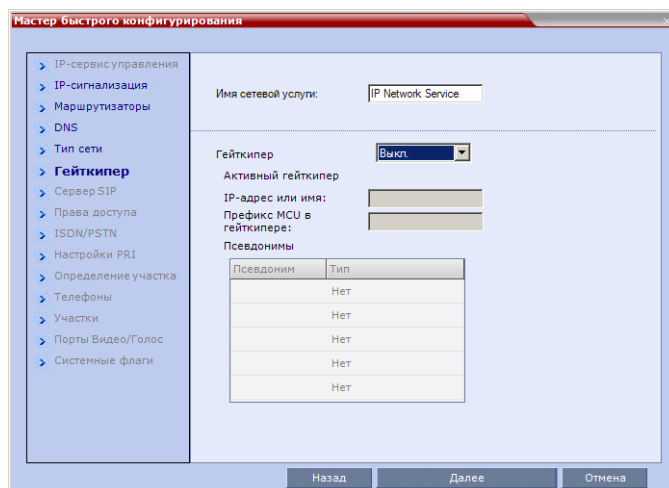 Мастер быстрого конфигурирования
IP-сервис управления
IP-сигнализация
Маршрутизаторы
DNS
Тип сети
Гейткипер
Сервер SIP
Права доступа
ISDN/PSTN
Настройки PRI
Определение участка
Телефоны
Участки
Порты Видео/Голос
Системные флаги
Имя сетевой услуги: IP Network Service
Гейткипер Выкл.
Активный гейткипер
IP-адрес или имя:
Префикс MCU в
гейткипере:
Псевдонимы
Псевдоним Тип
Нет
Нет
Нет
Нет
Нет
Назад Далее Отмена